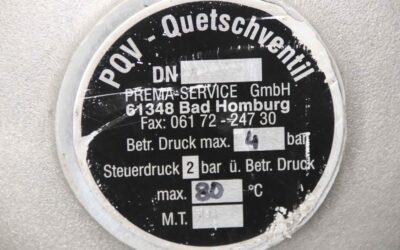 PQV - Quetschventil
DN
PREMA-SERVICE GmbH
61348 Bad Homburg
Fax: 061 72 - 247 30
Betr. Druck max. 4 bar
Steuerdruck 2 bar ü. Betr. Druck
max. 80 °C
M.T.